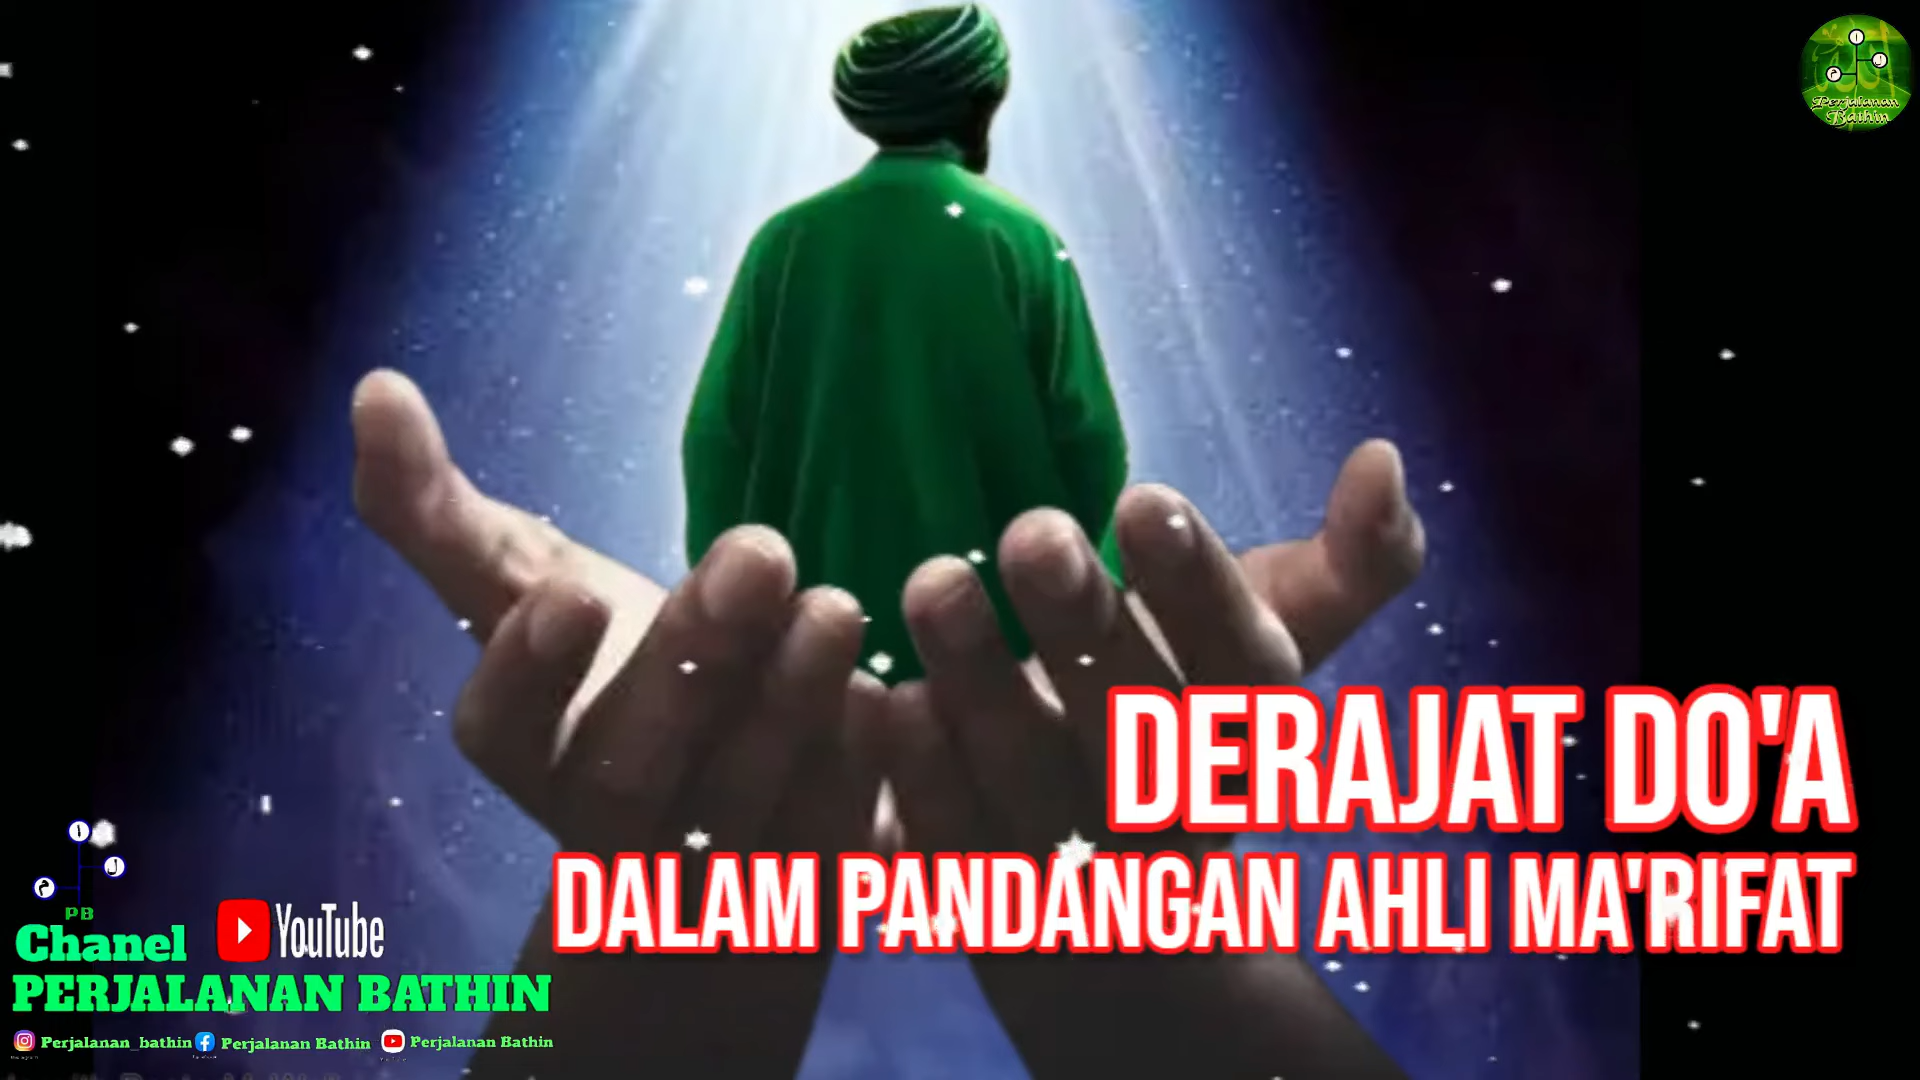 Perjalanan
Bathin
DERAJAT DO'A
DALAM PANDANGAN AHLI MA'RIFAT
ا
ل
م
PB
Chanel YouTube
PERJALANAN BATHIN
Perjalanan_bathin Perjalanan Bathin Perjalanan Bathin